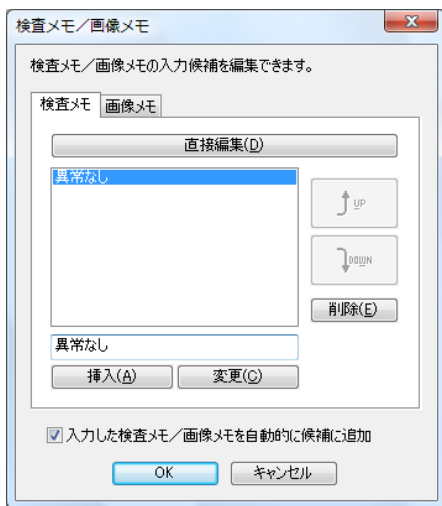 検査メモ／画像メモ
検査メモ／画像メモの入力候補を編集できます。
検査メモ 画像メモ
直接編集(D)
異常なし
UP
DOWN
削除(E)
異常なし
挿入(A) 変更(C)
入力した検査メモ／画像メモを自動的に候補に追加
OK キャンセル